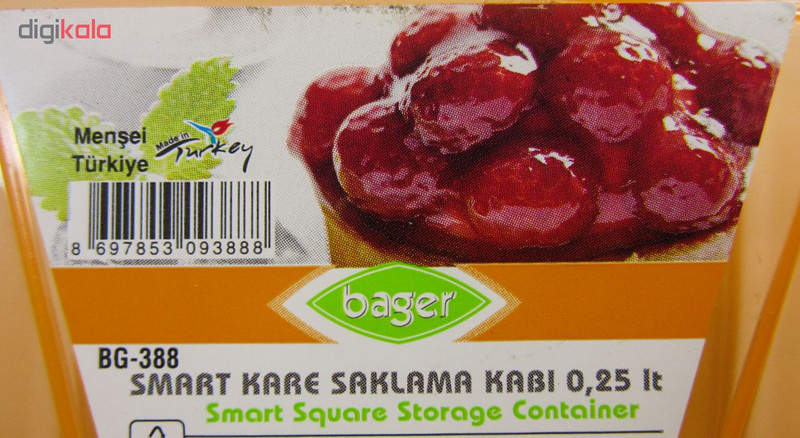 digikala
Menşei
Türkiye
Made in
Turkey
8 697853 093888
bager
BG-388
SMART KARE SAKLAMA KABI 0,25 lt
Smart Square Storage Container